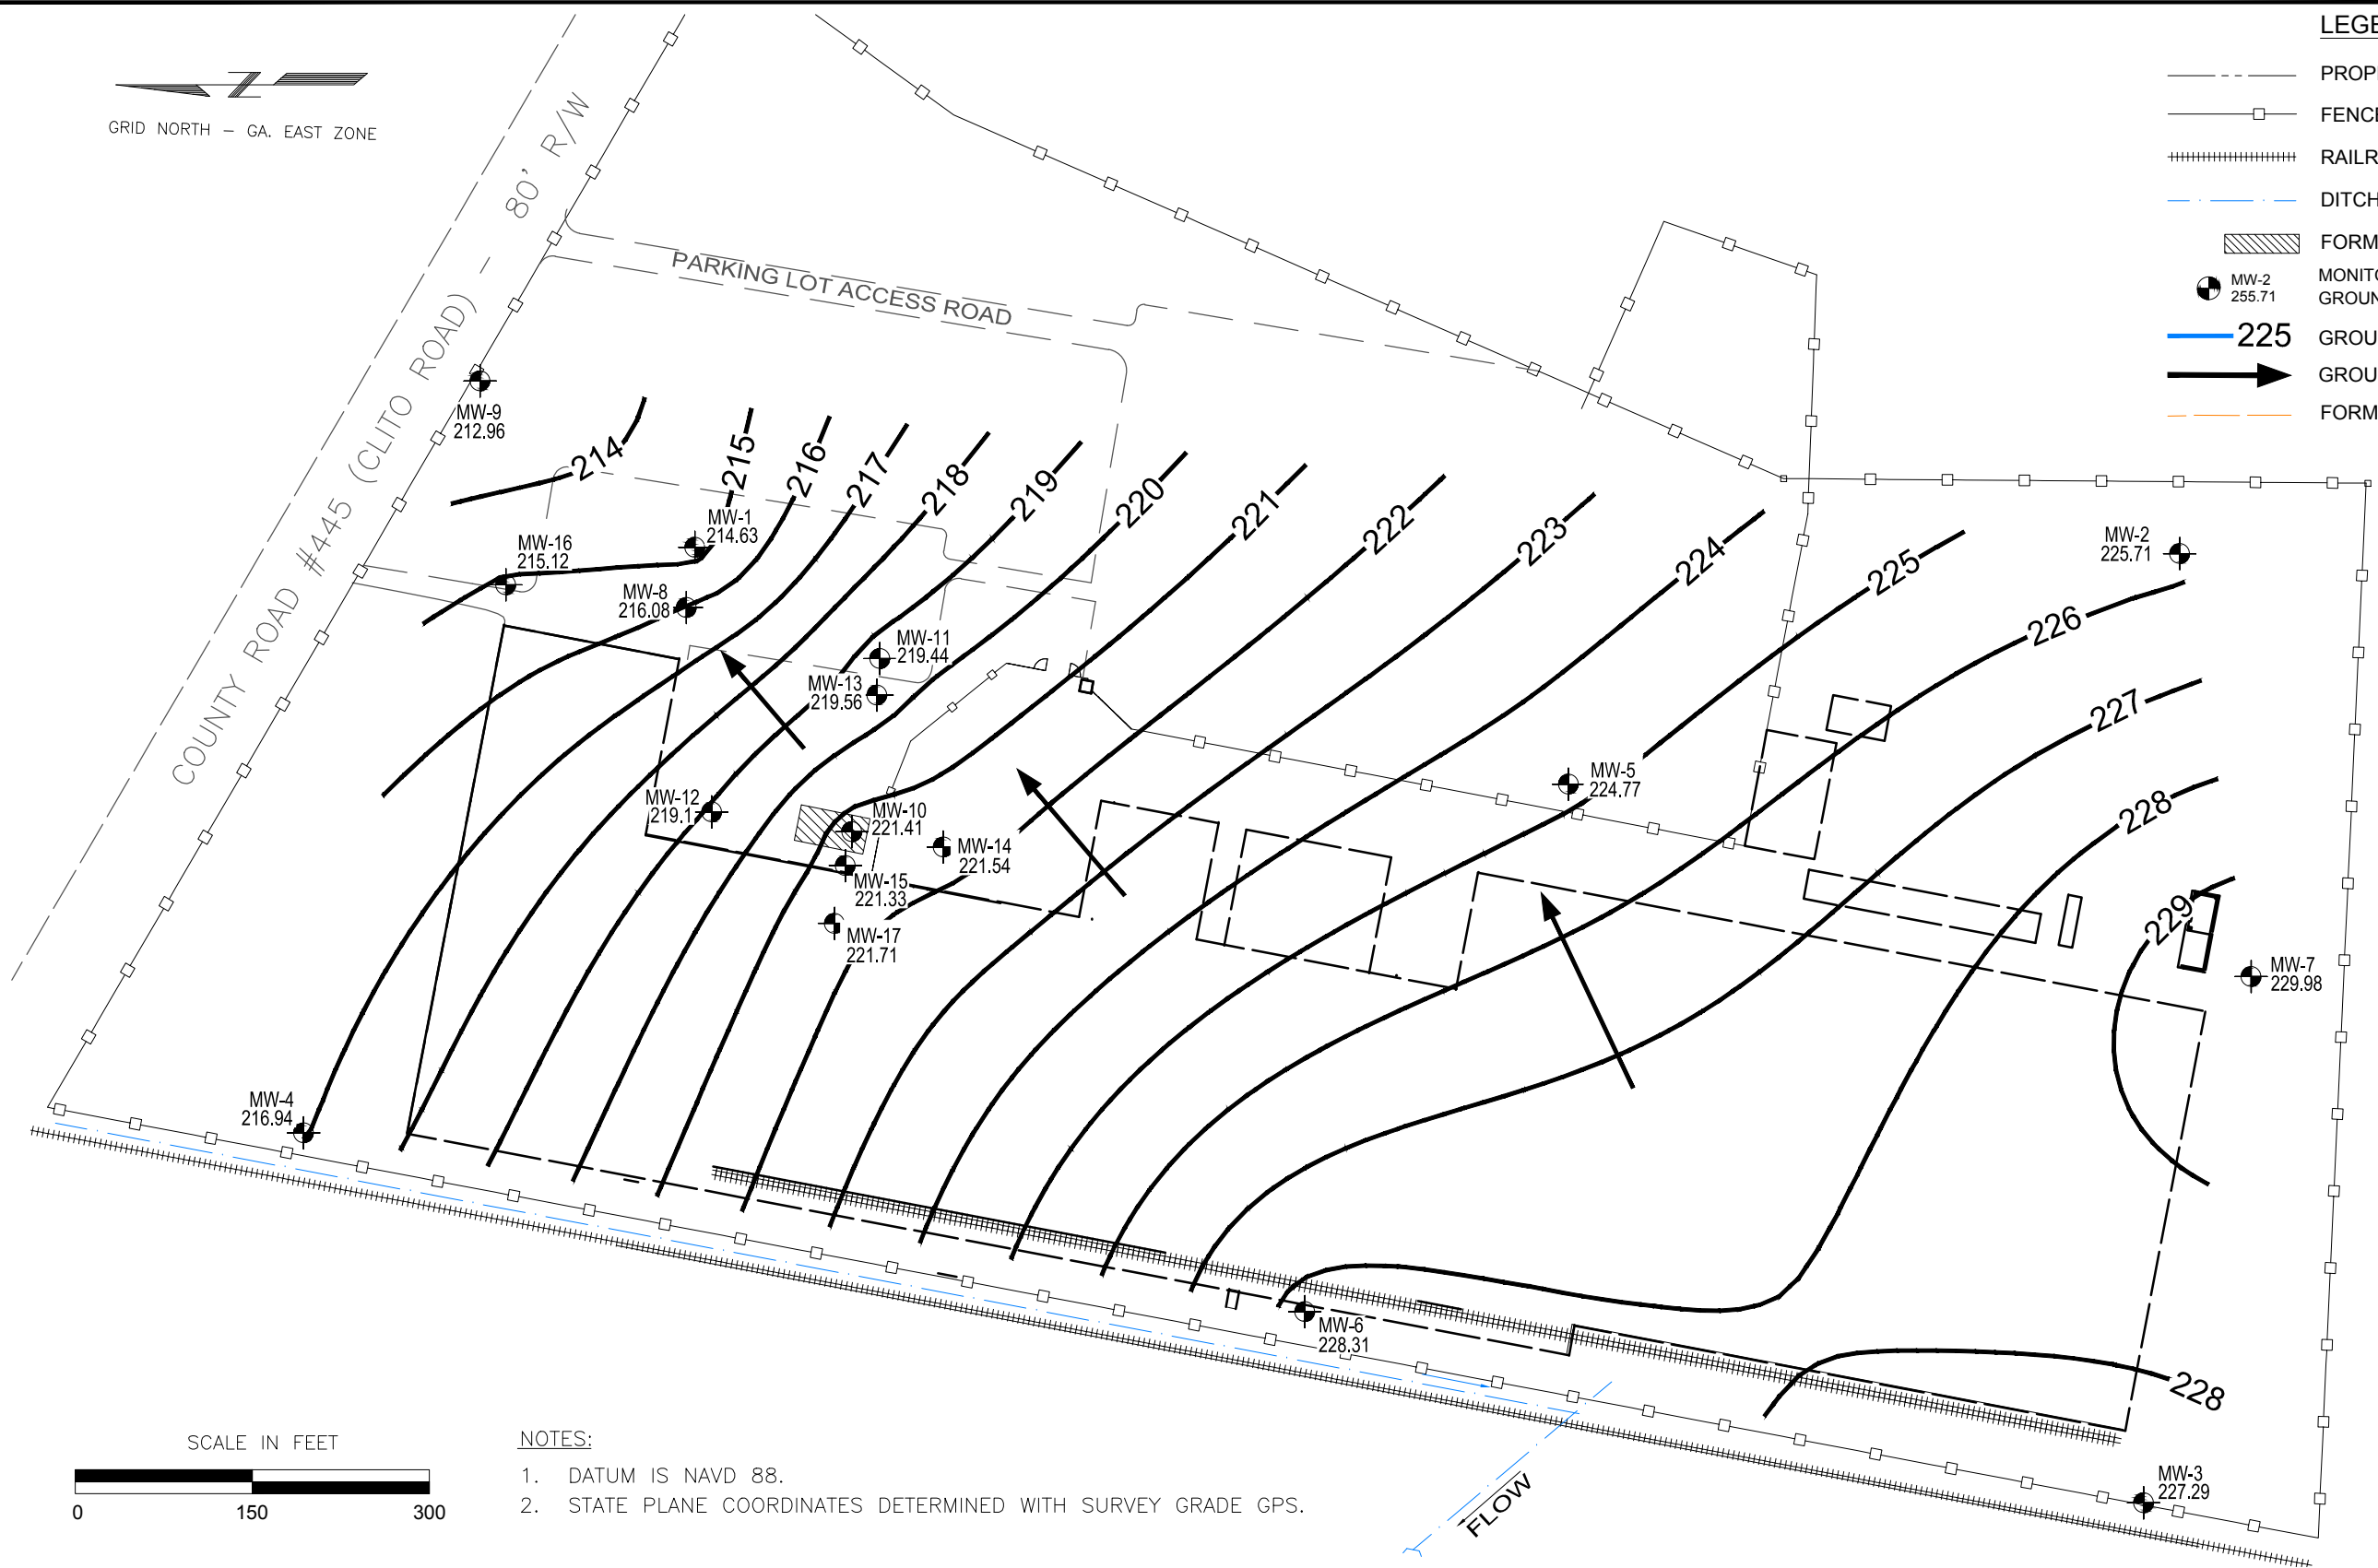 LEGE
PROP
FENCE
RAILR
DITCH
FORM
MW-2
255.71
MONITO
GROUN
225
GROU
GROU
FORM
GRID NORTH - GA. EAST ZONE
COUNTY ROAD #445 (CLITO ROAD) - 80' R/W
PARKING LOT ACCESS ROAD
MW-9
212.96
214
215
216
217
218
219
220
221
222
223
224
225
226
227
228
229
228
MW-1
214.63
MW-16
215.12
MW-8
216.08
MW-11
219.44
MW-13
219.56
MW-12
219.1
MW-10
221.41
MW-14
221.54
MW-15
221.33
MW-17
221.71
MW-5
224.77
MW-2
225.71
MW-7
229.98
MW-4
216.94
MW-6
228.31
MW-3
227.29
FLOW
SCALE IN FEET
0 150 300
NOTES:
1. DATUM IS NAVD 88.
2. STATE PLANE COORDINATES DETERMINED WITH SURVEY GRADE GPS.